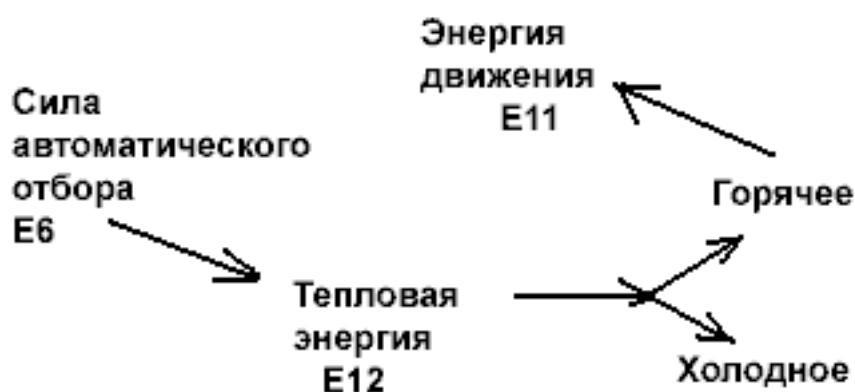 Энергия
движения
E11
Сила
автоматического
отбора
E6
Горячее
Тепловая
энергия
E12
Холодное